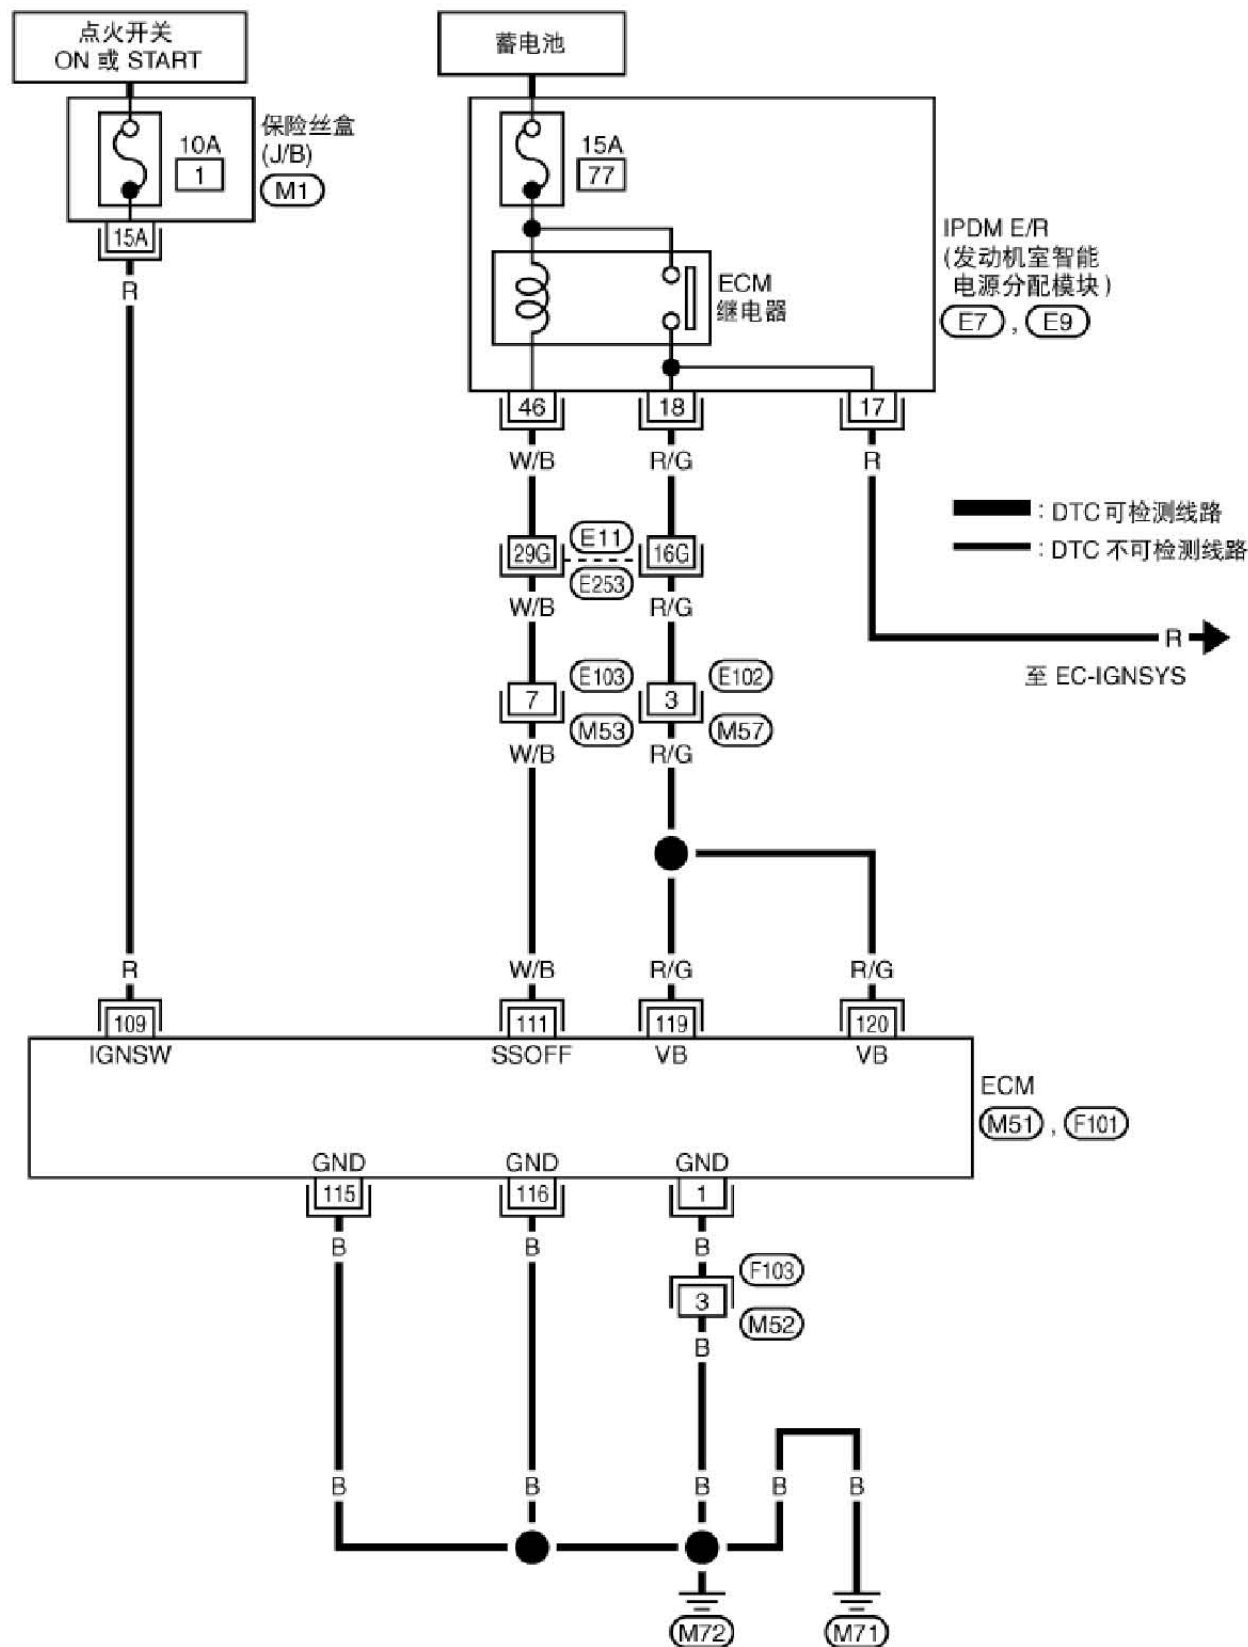 点火开关
ON 或 START
蓄电池
10A
1
保险丝盒
(J/B)
M1
15A
77
15A
R
ECM
继电器
IPDM E/R
(发动机室智能
电源分配模块)
E7 , E9
46
18
17
W/B
R/G
R
: DTC 可检测线路
: DTC 不可检测线路
29G
E11
16G
E253
W/B
R/G
R
至 EC-IGNSYS
7
E103
3
E102
M53
M57
W/B
R/G
R
W/B
R/G
R/G
109
111
119
120
IGNSW
SSOFF
VB
VB
ECM
M51 , F101
GND
GND
GND
115
116
1
B
B
B
F103
3
M52
B
B
B
B
B
B
M72
M71